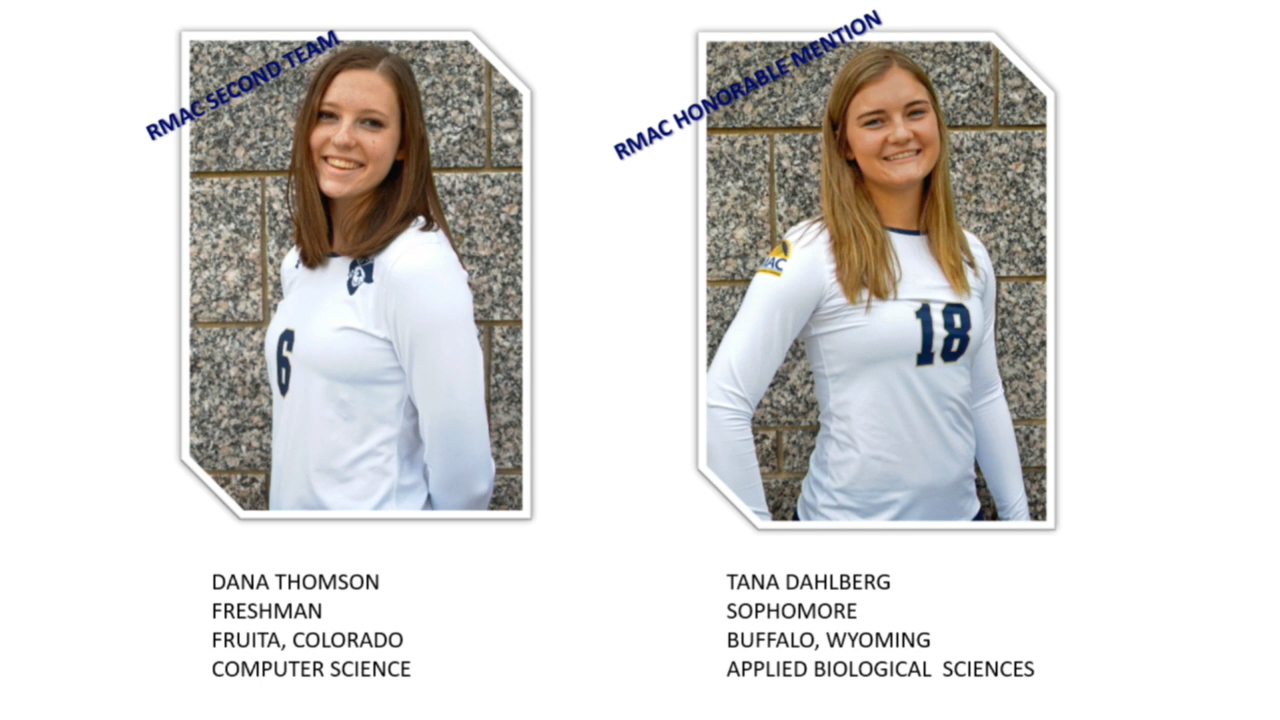 RMAC SECOND TEAM
6
DANA THOMSON
FRESHMAN
FRUITA, COLORADO
COMPUTER SCIENCE
RMAC HONORABLE MENTION
18
TANA DAHLBERG
SOPHOMORE
BUFFALO, WYOMING
APPLIED BIOLOGICAL  SCIENCES